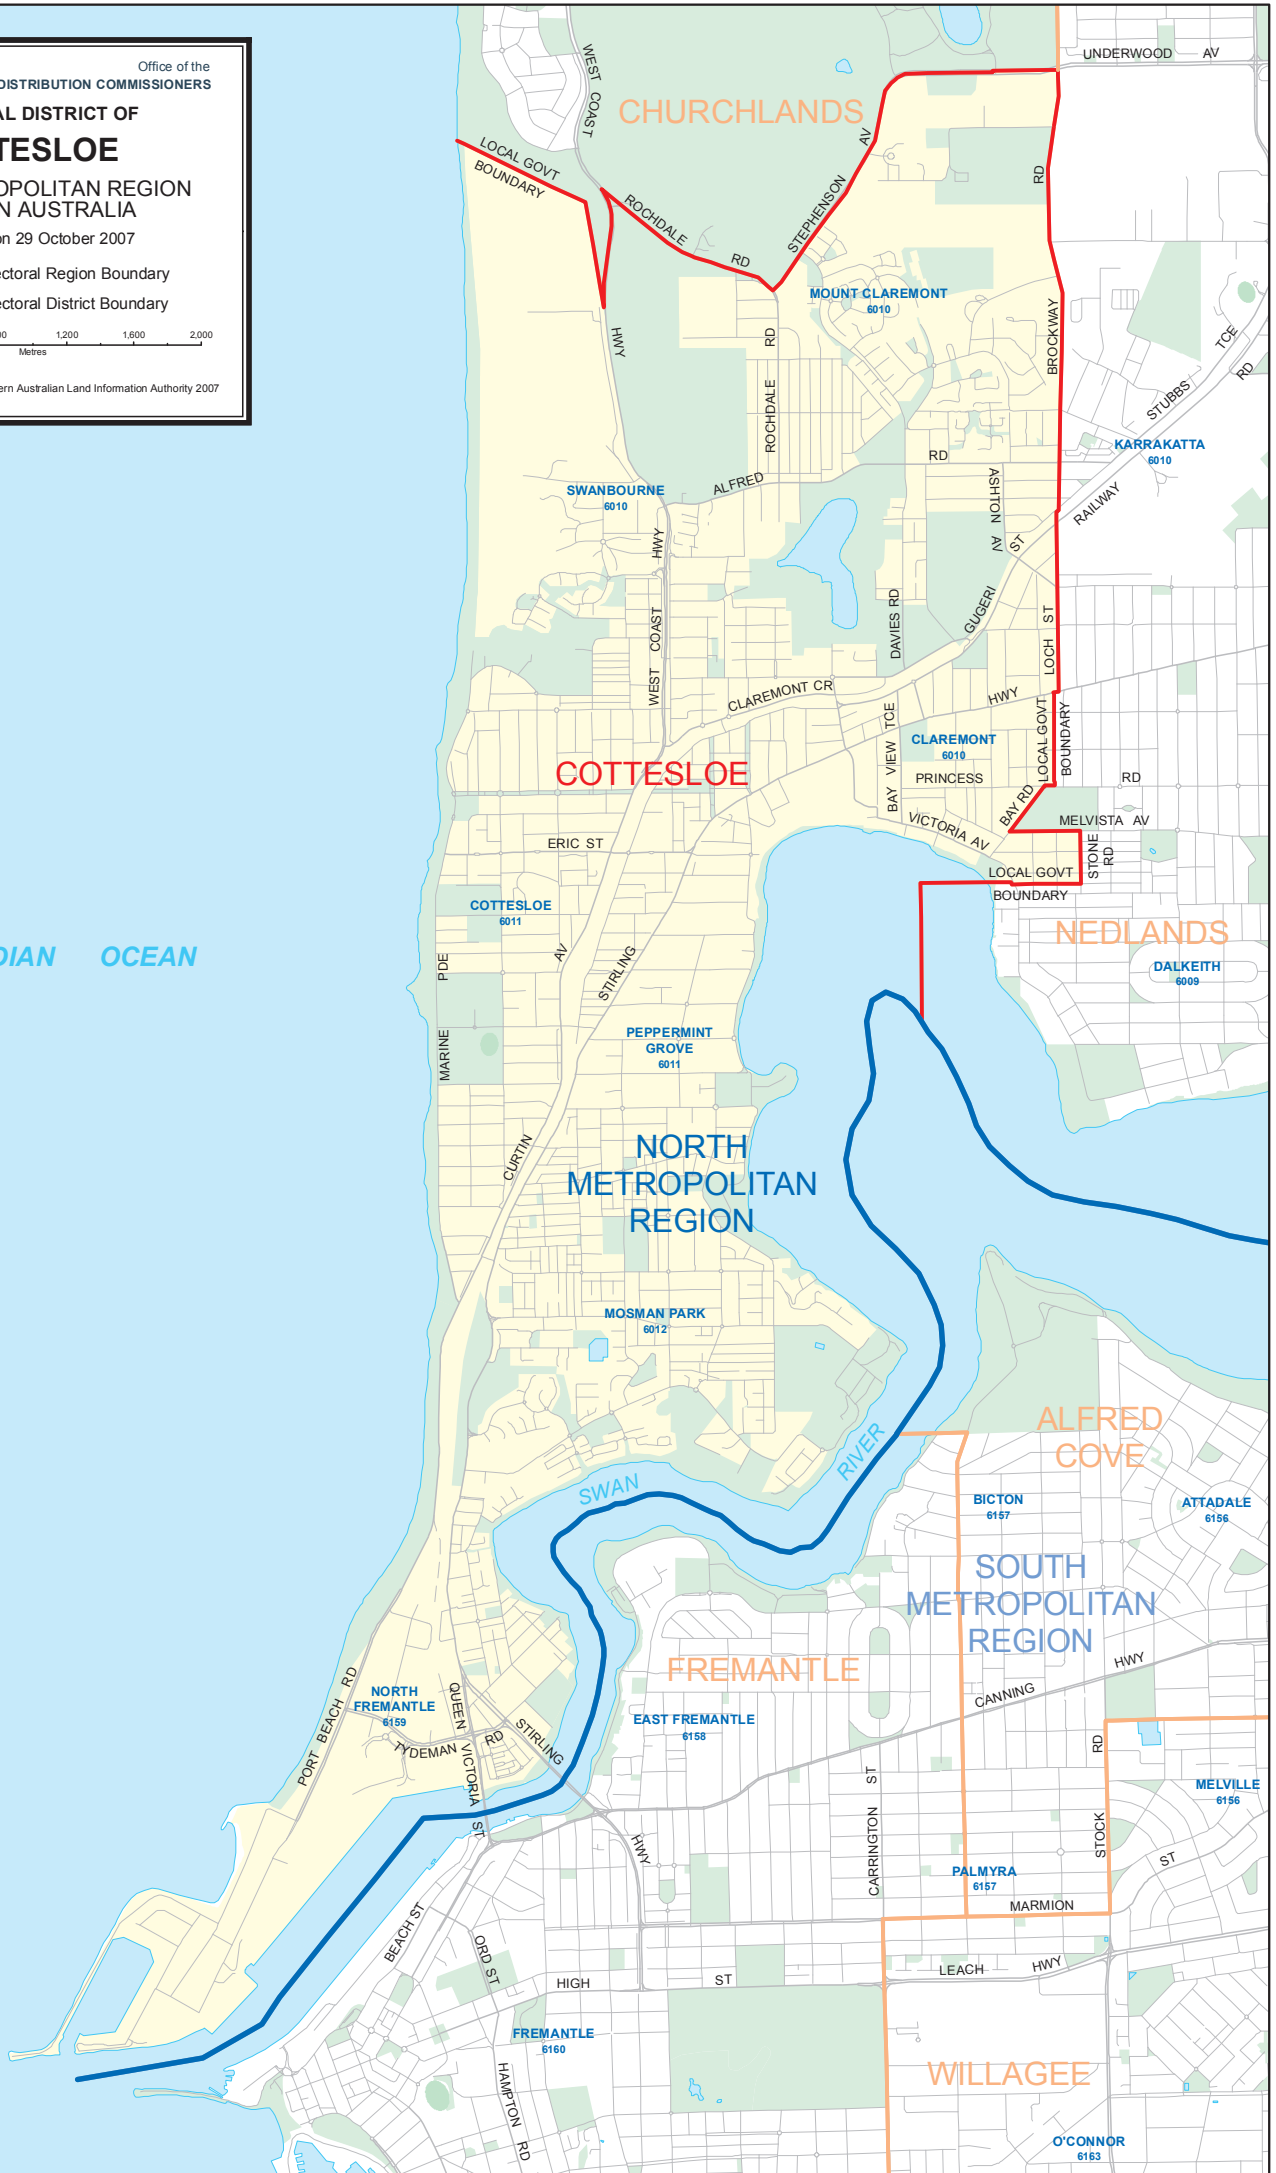 Office of the
DISTRIBUTION COMMISSIONERS
AL DISTRICT OF
TESLOE
OPOLITAN REGION
N AUSTRALIA
on 29 October 2007
ectoral Region Boundary
ectoral District Boundary
00 1,200 1,600 2,000
Metres
ern Australian Land Information Authority 2007
UNDERWOOD AV
WEST COAST
CHURCHLANDS
AV
LOCAL GOVT
BOUNDARY
ROCHDALE
RD
STEPHENSON
RD
MOUNT CLAREMONT
6010
HWY
RD
ROCHDALE
BROCKWAY
TCE
RD
STUBBS
KARRAKATTA
6010
RD
SWANBOURNE
6010
ALFRED
ASHTON AV
RAILWAY
HWY
ST
GUGERI
DAVIES RD
WEST COAST
LOCH ST
CLAREMONT CR
HWY
BAY VIEW TCE
CLAREMONT
6010
LOCAL GOVT
BOUNDARY
COTTESLOE
PRINCESS
RD
BAY RD
VICTORIA AV
MELVISTA AV
ERIC ST
STONE
RD
LOCAL GOVT
BOUNDARY
COTTESLOE
6011
NEDLANDS
DIAN OCEAN
AV
STIRLING
MARINE PDE
DALKEITH
6009
PEPPERMINT
GROVE
6011
CURTIN
NORTH
METROPOLITAN
REGION
MOSMAN PARK
6012
ALFRED
COVE
SWAN RIVER
BICTON
6157
ATTADALE
6156
SOUTH
METROPOLITAN
REGION
FREMANTLE
HWY
CANNING
PORT BEACH RD
NORTH
FREMANTLE
6159
QUEEN VICTORIA ST
EAST FREMANTLE
6158
TYDEMAN RD
STIRLING
RD
STOCK
MELVILLE
6156
CARRINGTON ST
HWY
ST
PALMYRA
6157
MARMION
BEACH ST
ORD ST
HIGH ST
LEACH HWY
FREMANTLE
6160
HAMPTON RD
WILLAGEE
O'CONNOR
6163